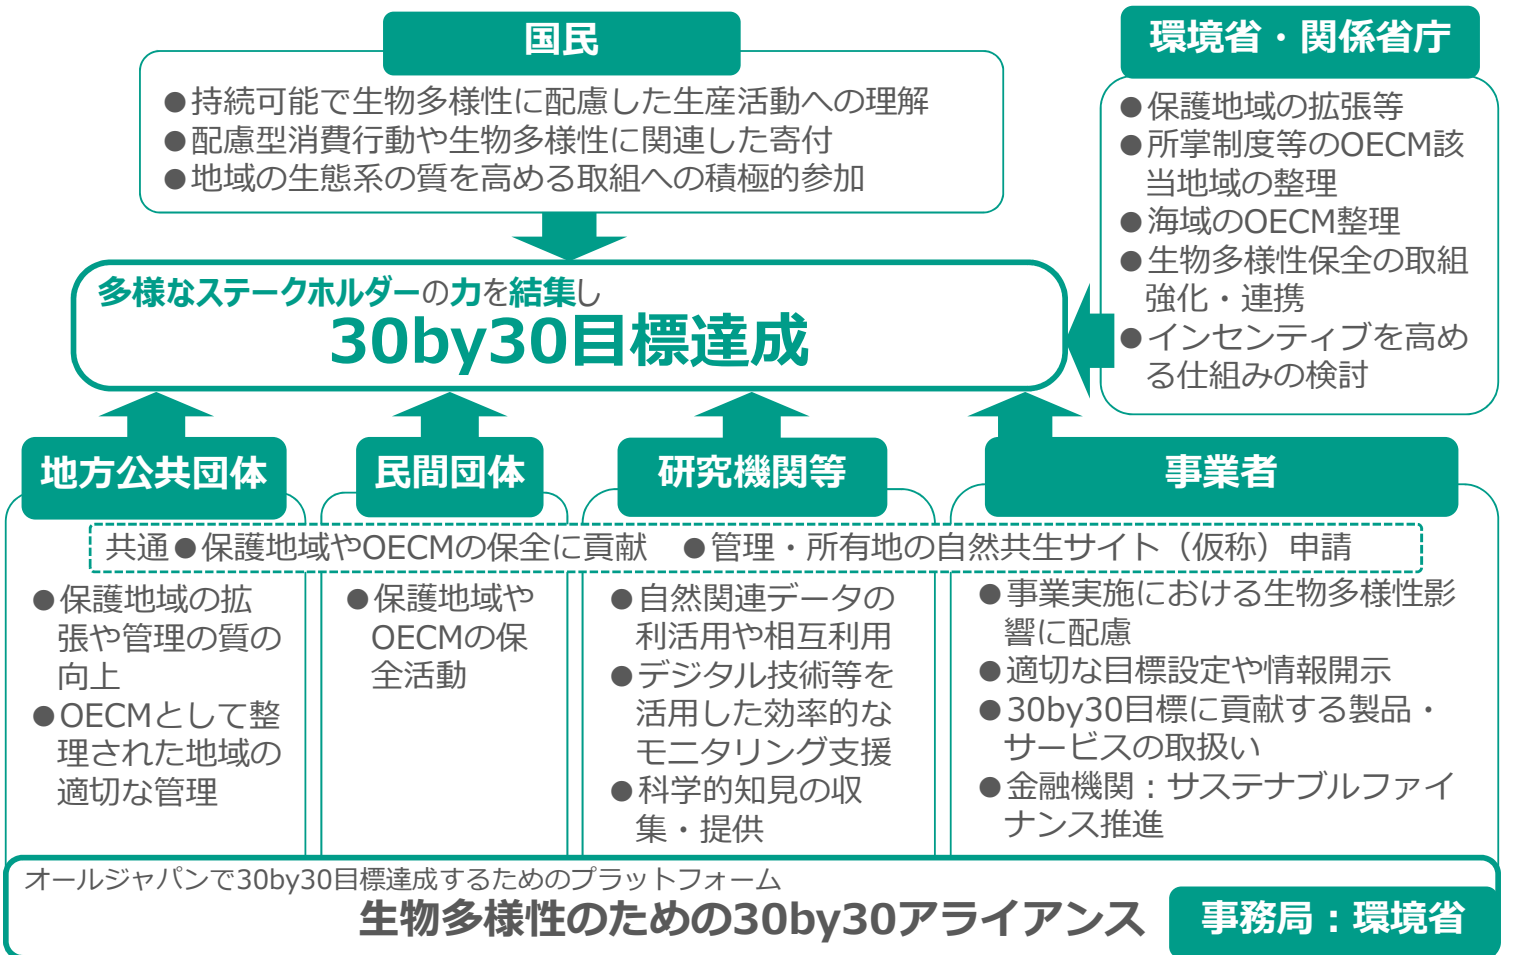 国民
●持続可能で生物多様性に配慮した生産活動への理解
●配慮型消費行動や生物多様性に関連した寄付
●地域の生態系の質を高める取組への積極的参加
環境省・関係省庁
●保護地域の拡張等
●所掌制度等のOECM該
当地域の整理
●海域のOECM整理
●生物多様性保全の取組
強化・連携
●インセンティブを高め
る仕組みの検討
多様なステークホルダーの力を結集し
30by30目標達成
地方公共団体
民間団体
研究機関等
事業者
共通●保護地域やOECMの保全に貢献 ●管理・所有地の自然共生サイト（仮称）申請
●保護地域の拡
張や管理の質の
向上
●OECMとして整
理された地域の
適切な管理
●保護地域や
OECMの保
全活動
●自然関連データの
利活用や相互利用
●デジタル技術等を
活用した効率的な
モニタリング支援
●科学的知見の収
集・提供
●事業実施における生物多様性影
響に配慮
●適切な目標設定や情報開示
●30by30目標に貢献する製品・
サービスの取扱い
●金融機関：サステナブルファイ
ナンス推進
オールジャパンで30by30目標達成するためのプラットフォーム
生物多様性のための30by30アライアンス
事務局：環境省